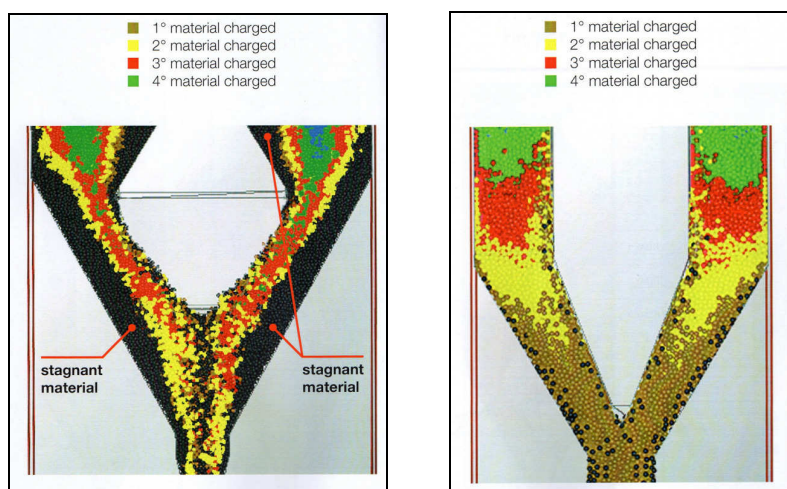 1° material charged
2° material charged
3° material charged
4° material charged
stagnant
material
stagnant
material
1° material charged
2° material charged
3° material charged
4° material charged